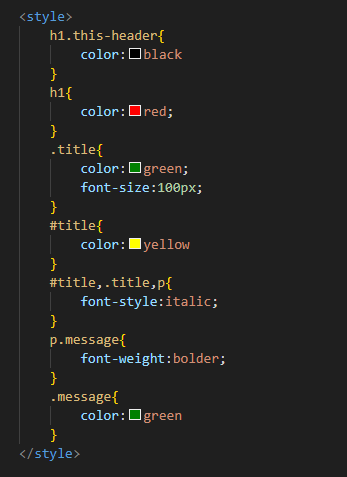 <style>
h1.this-header{
color:black
}
h1{
color:red;
}
.title{
color:green;
font-size:100px;
}
#title{
color:yellow
}
#title,.title,p{
font-style:italic;
}
p.message{
font-weight:bolder;
}
.message{
color:green
}
</style>